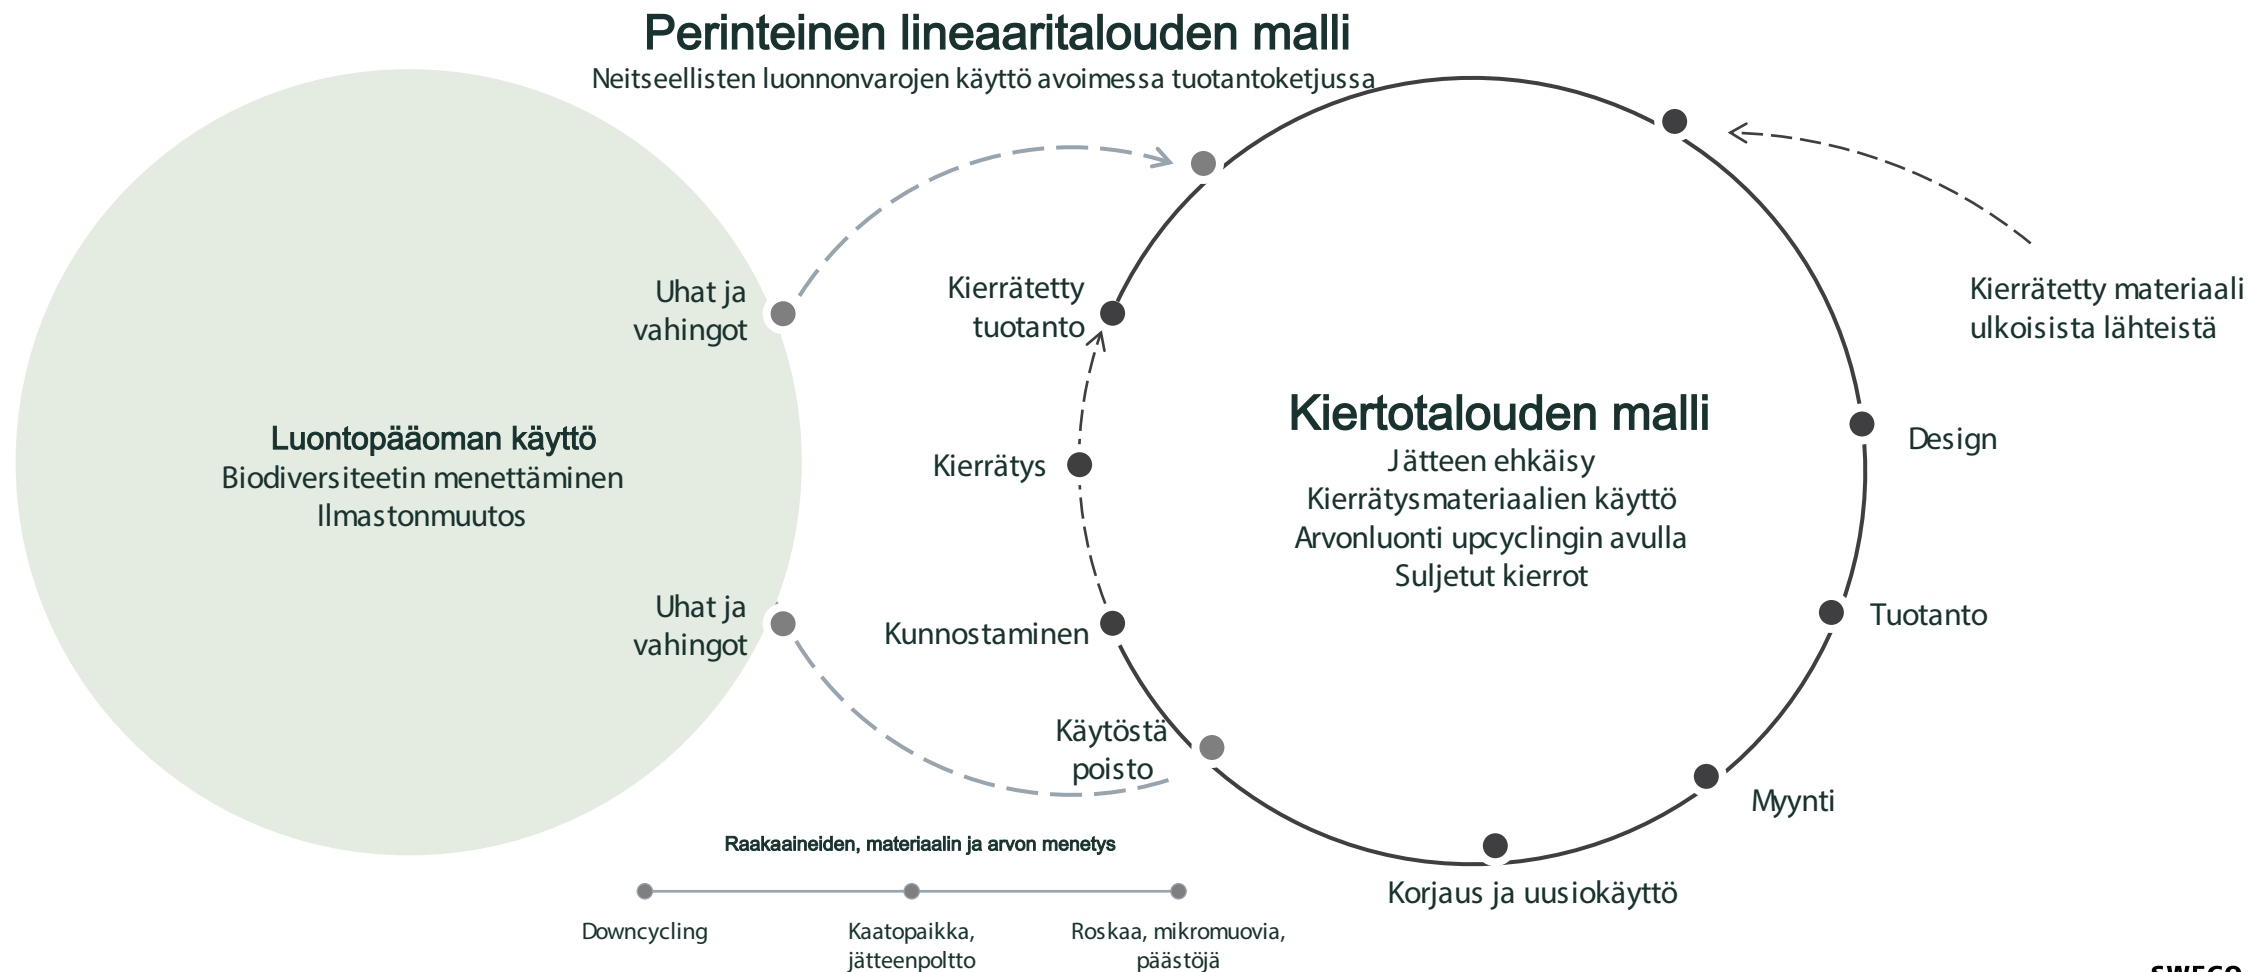 Perinteinen lineaaritalouden malli
Neitseellisten luonnonvarojen käyttö avoimessa tuotantoketjussa
Uhat ja
vahingot
Kierrätetty
tuotanto
Kierrätetty materiaali
ulkoisista lähteistä
Luontopääoman käyttö
Biodiversiteetin menettäminen
Ilmastonmuutos
Kierrätys
Kiertotalouden malli
Jätteen ehkäisy
Kierrätysmateriaalien käyttö
Arvonluonti upcyclingin avulla
Suljetut kierrot
Design
Uhat ja
vahingot
Kunnostaminen
Tuotanto
Käytöstä
poisto
Myynti
Raakaaineiden, materiaalin ja arvon menetys
Korjaus ja uusiokäyttö
Downcycling
Kaatopaikka,
jätteenpoltto
Roskaa, mikromuovia,
päästöjä
SWECO